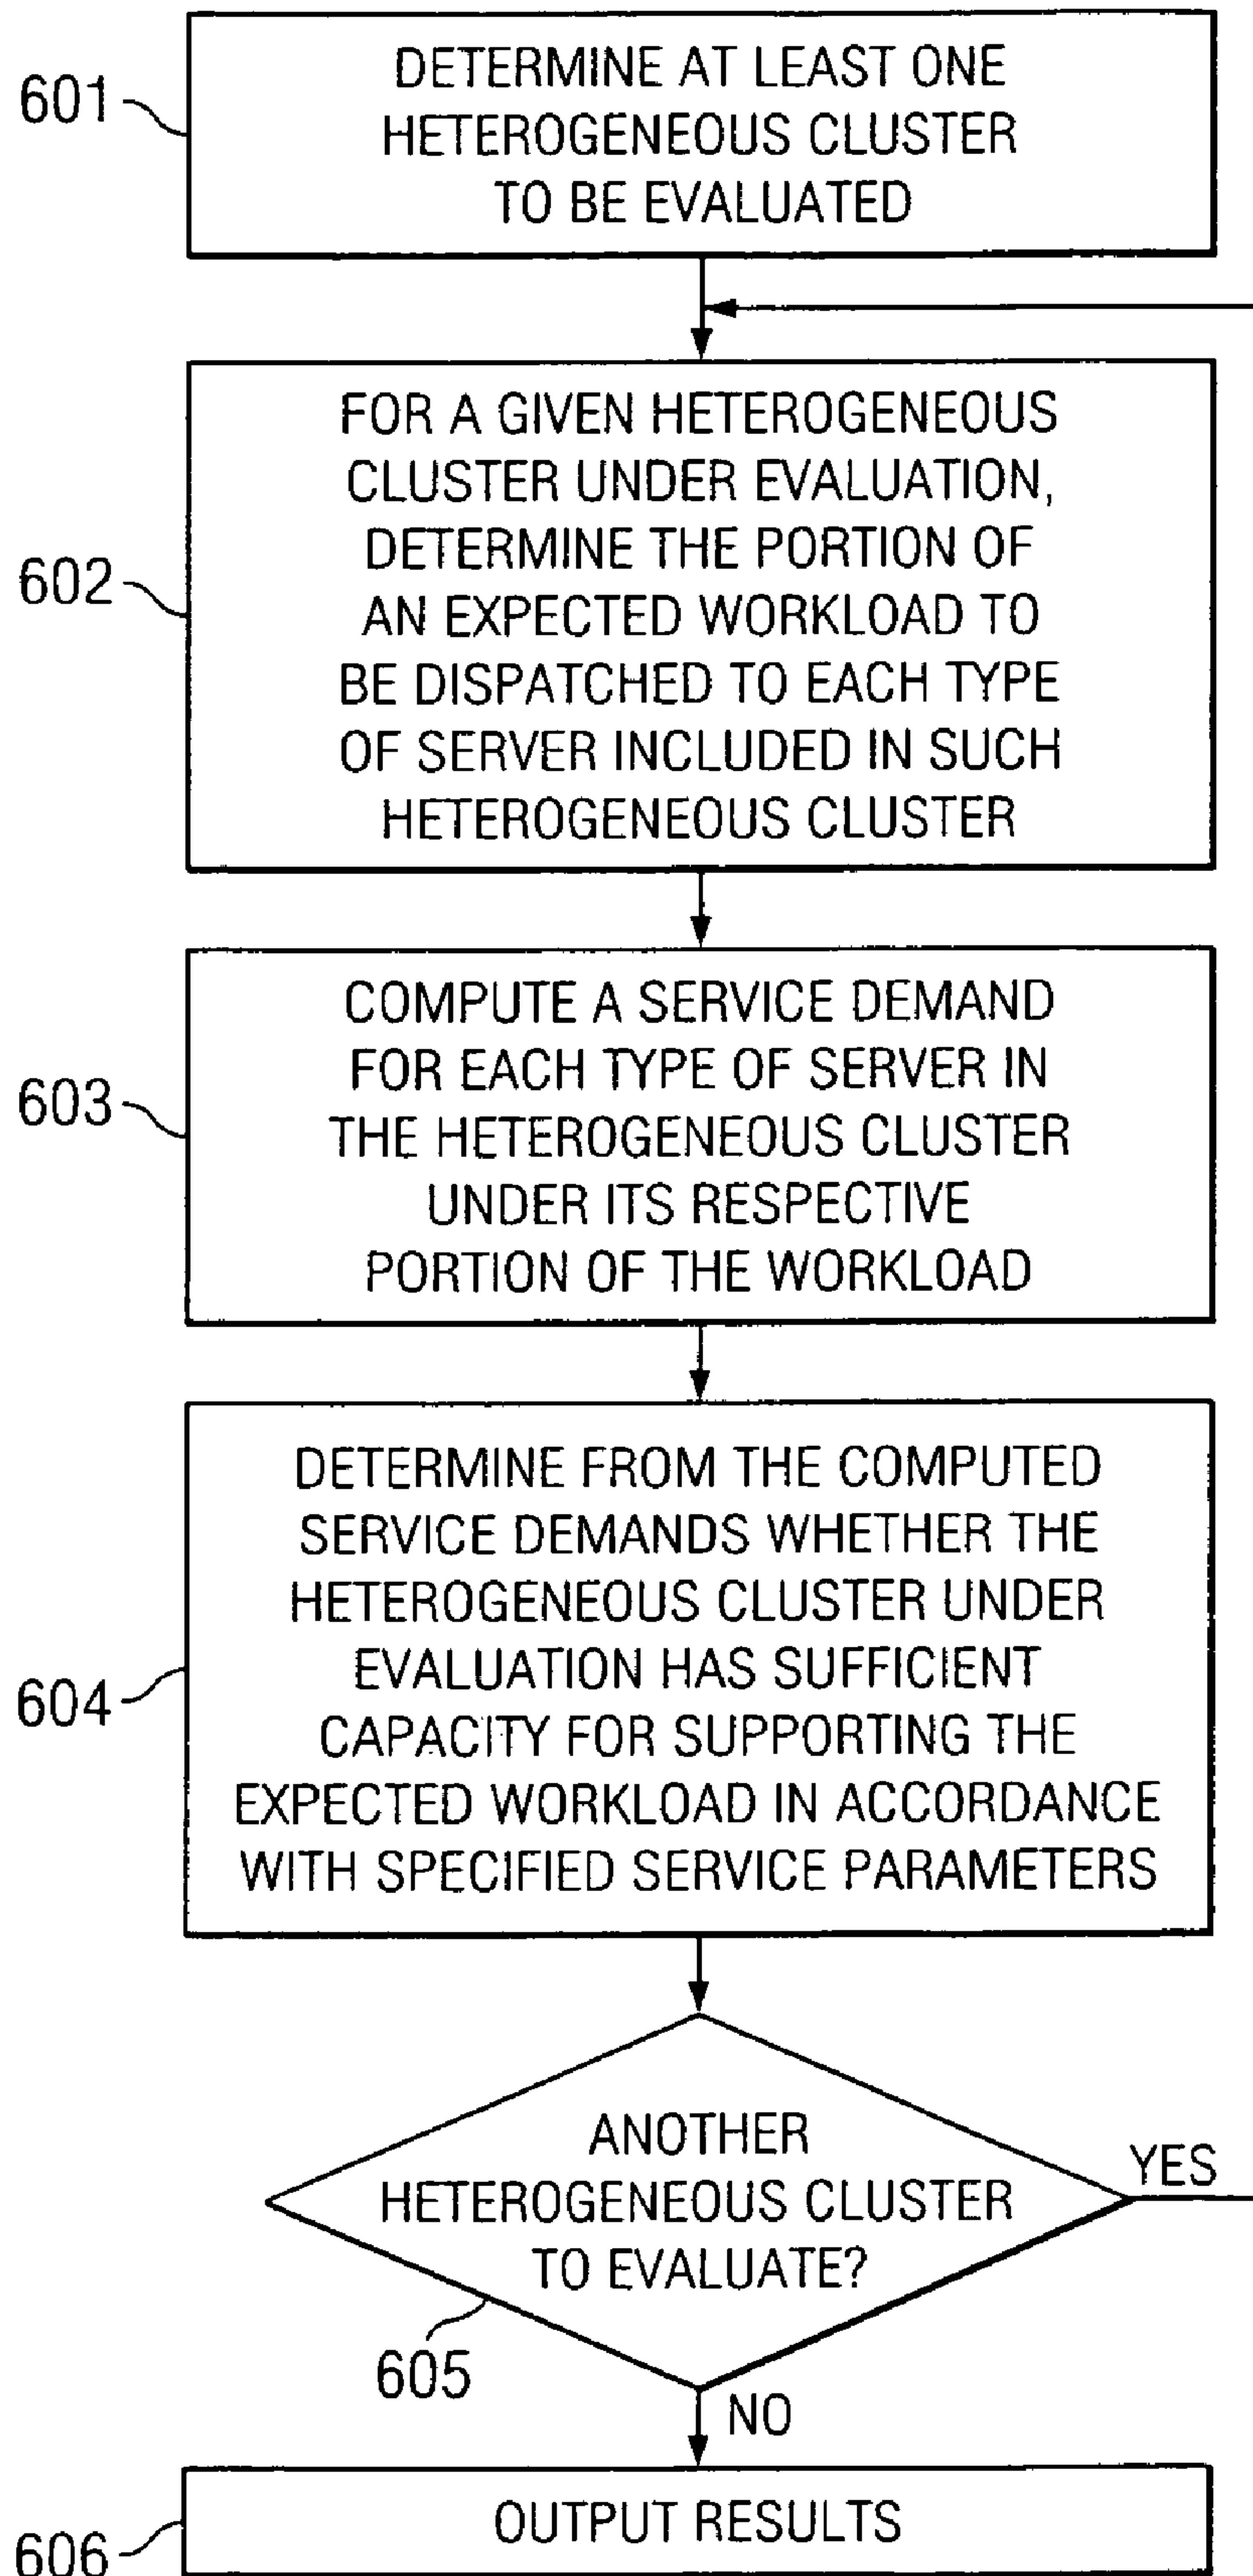 601
DETERMINE AT LEAST ONE
HETEROGENEOUS CLUSTER
TO BE EVALUATED
602
FOR A GIVEN HETEROGENEOUS
CLUSTER UNDER EVALUATION,
DETERMINE THE PORTION OF
AN EXPECTED WORKLOAD TO
BE DISPATCHED TO EACH TYPE
OF SERVER INCLUDED IN SUCH
HETEROGENEOUS CLUSTER
603
COMPUTE A SERVICE DEMAND
FOR EACH TYPE OF SERVER IN
THE HETEROGENEOUS CLUSTER
UNDER ITS RESPECTIVE
PORTION OF THE WORKLOAD
604
DETERMINE FROM THE COMPUTED
SERVICE DEMANDS WHETHER THE
HETEROGENEOUS CLUSTER UNDER
EVALUATION HAS SUFFICIENT
CAPACITY FOR SUPPORTING THE
EXPECTED WORKLOAD IN ACCORDANCE
WITH SPECIFIED SERVICE PARAMETERS
ANOTHER
HETEROGENEOUS CLUSTER
TO EVALUATE?
YES
605
NO
606
OUTPUT RESULTS